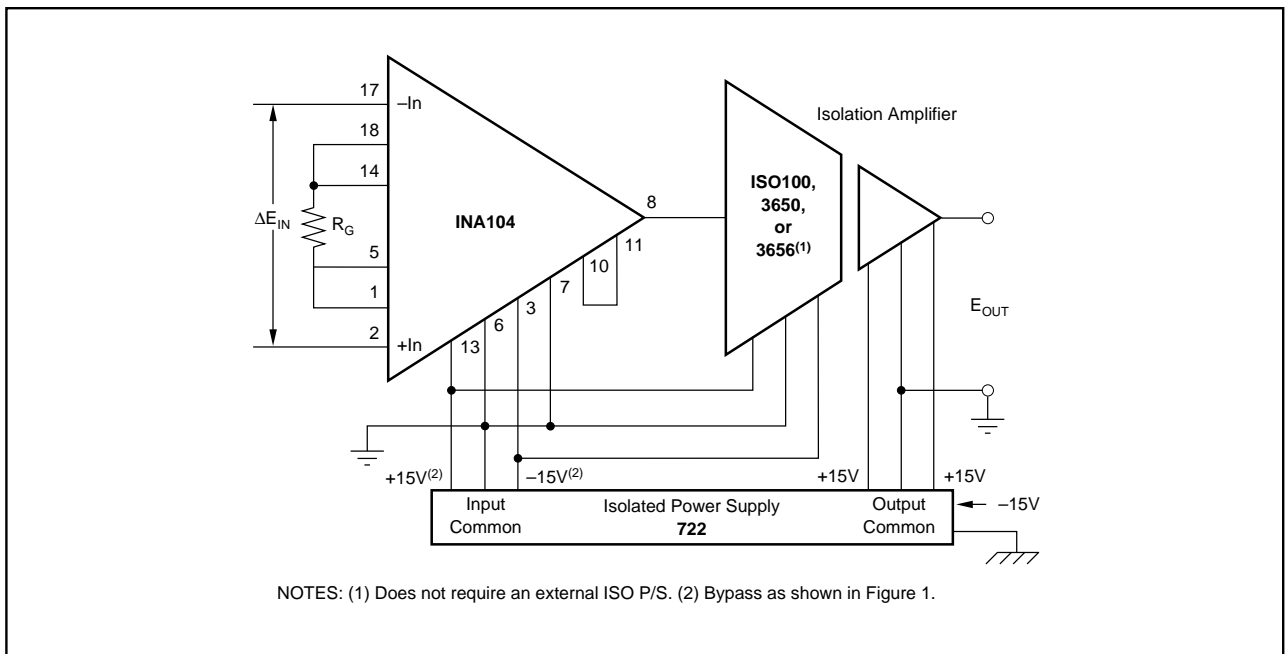 17
–In
18
14
ΔE_IN
R_G
5
1
2
+In
INA104
8
11
10
7
3
6
13
Isolation Amplifier
ISO100,
3650,
or
3656(1)
E_OUT
+15V(2)
–15V(2)
+15V
+15V
–15V
Input
Common
Isolated Power Supply
722
Output
Common
NOTES: (1) Does not require an external ISO P/S. (2) Bypass as shown in Figure 1.